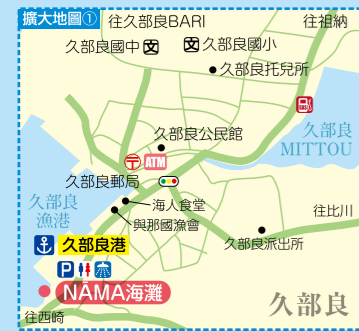 擴大地圖①
往久部良BARI
往祖納
久部良國中 文
文 久部良國小
久部良托兒所
久部良公民館
久部良
MITTOU
ATM
久部良郵局
久部良
漁港
海人食堂
與那國漁會
往比川
久部良港
久部良派出所
P
NĀMA海灘
久部良
往西崎